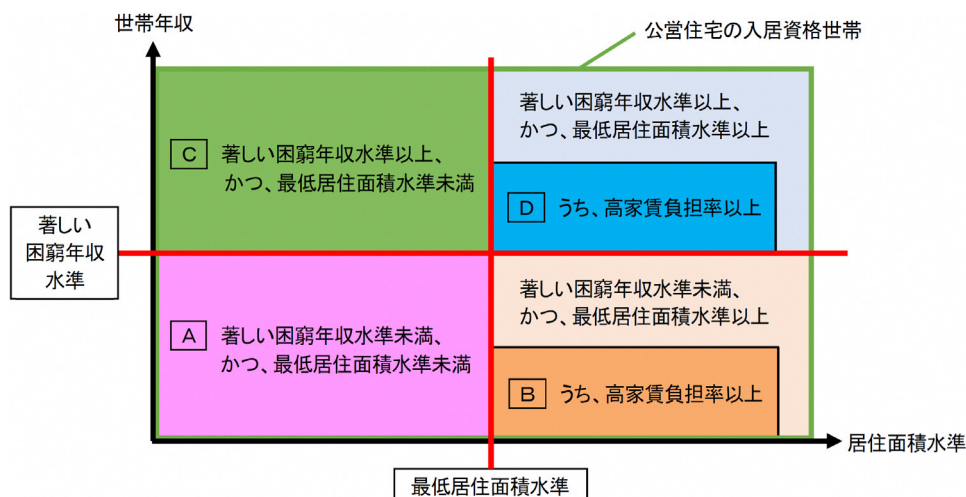 世帯年収
公営住宅の入居資格世帯
C 著しい困窮年収水準以上、
かつ、最低居住面積水準未満
著しい困窮年収水準以上、
かつ、最低居住面積水準以上
D うち、高家賃負担率以上
著しい
困窮年収
水準
A 著しい困窮年収水準未満、
かつ、最低居住面積水準未満
著しい困窮年収水準未満、
かつ、最低居住面積水準以上
B うち、高家賃負担率以上
居住面積水準
最低居住面積水準